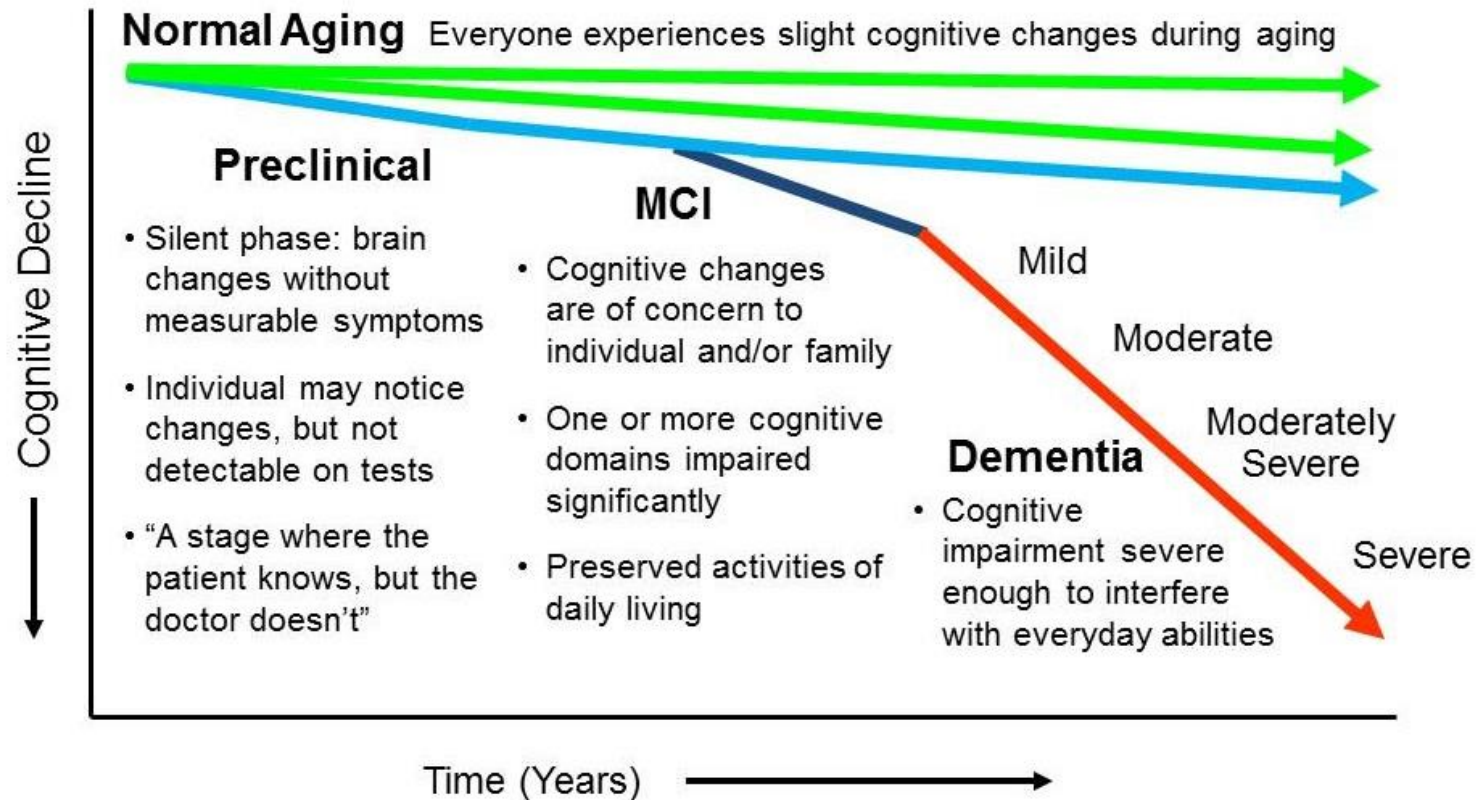 Normal Aging Everyone experiences slight cognitive changes during aging
Cognitive Decline
Preclinical
• Silent phase: brain
changes without
measurable symptoms
• Individual may notice
changes, but not
detectable on tests
• “A stage where the
patient knows, but the
doctor doesn’t”
MCI
• Cognitive changes
are of concern to
individual and/or family
• One or more cognitive
domains impaired
significantly
• Preserved activities of
daily living
Dementia
• Cognitive
impairment severe
enough to interfere
with everyday abilities
Mild
Moderate
Moderately
Severe
Severe
Time (Years)